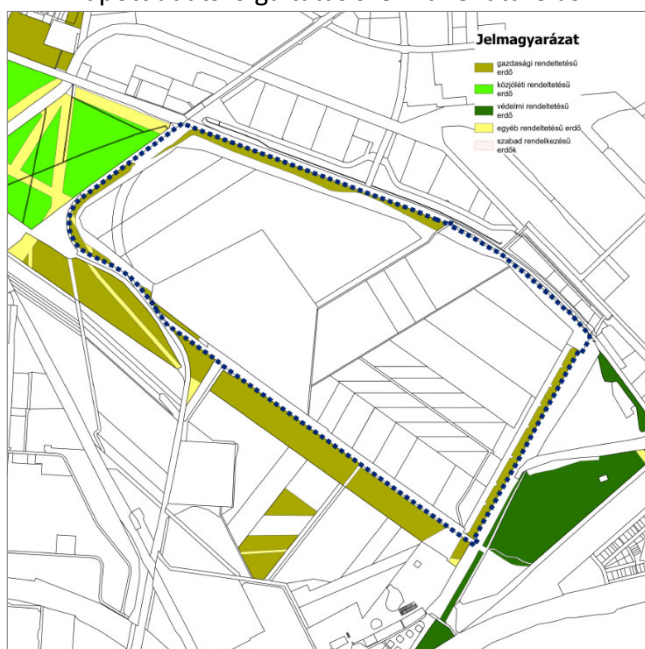 Jelmagyarázat
gazdasági rendeltetésű
erdő
közjóléti rendeltetésű
erdő
védelmi rendeltetésű
erdő
egyéb rendeltetésű erdő
szabad rendelkezésű
erdők